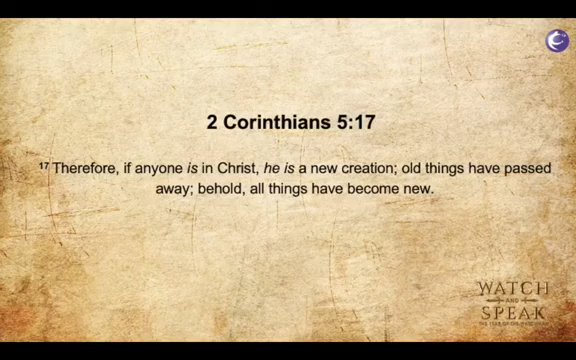 2 Corinthians 5:17
17 Therefore, if anyone is in Christ, he is a new creation; old things have passed
away; behold, all things have become new.
WATCH
AND
SPEAK